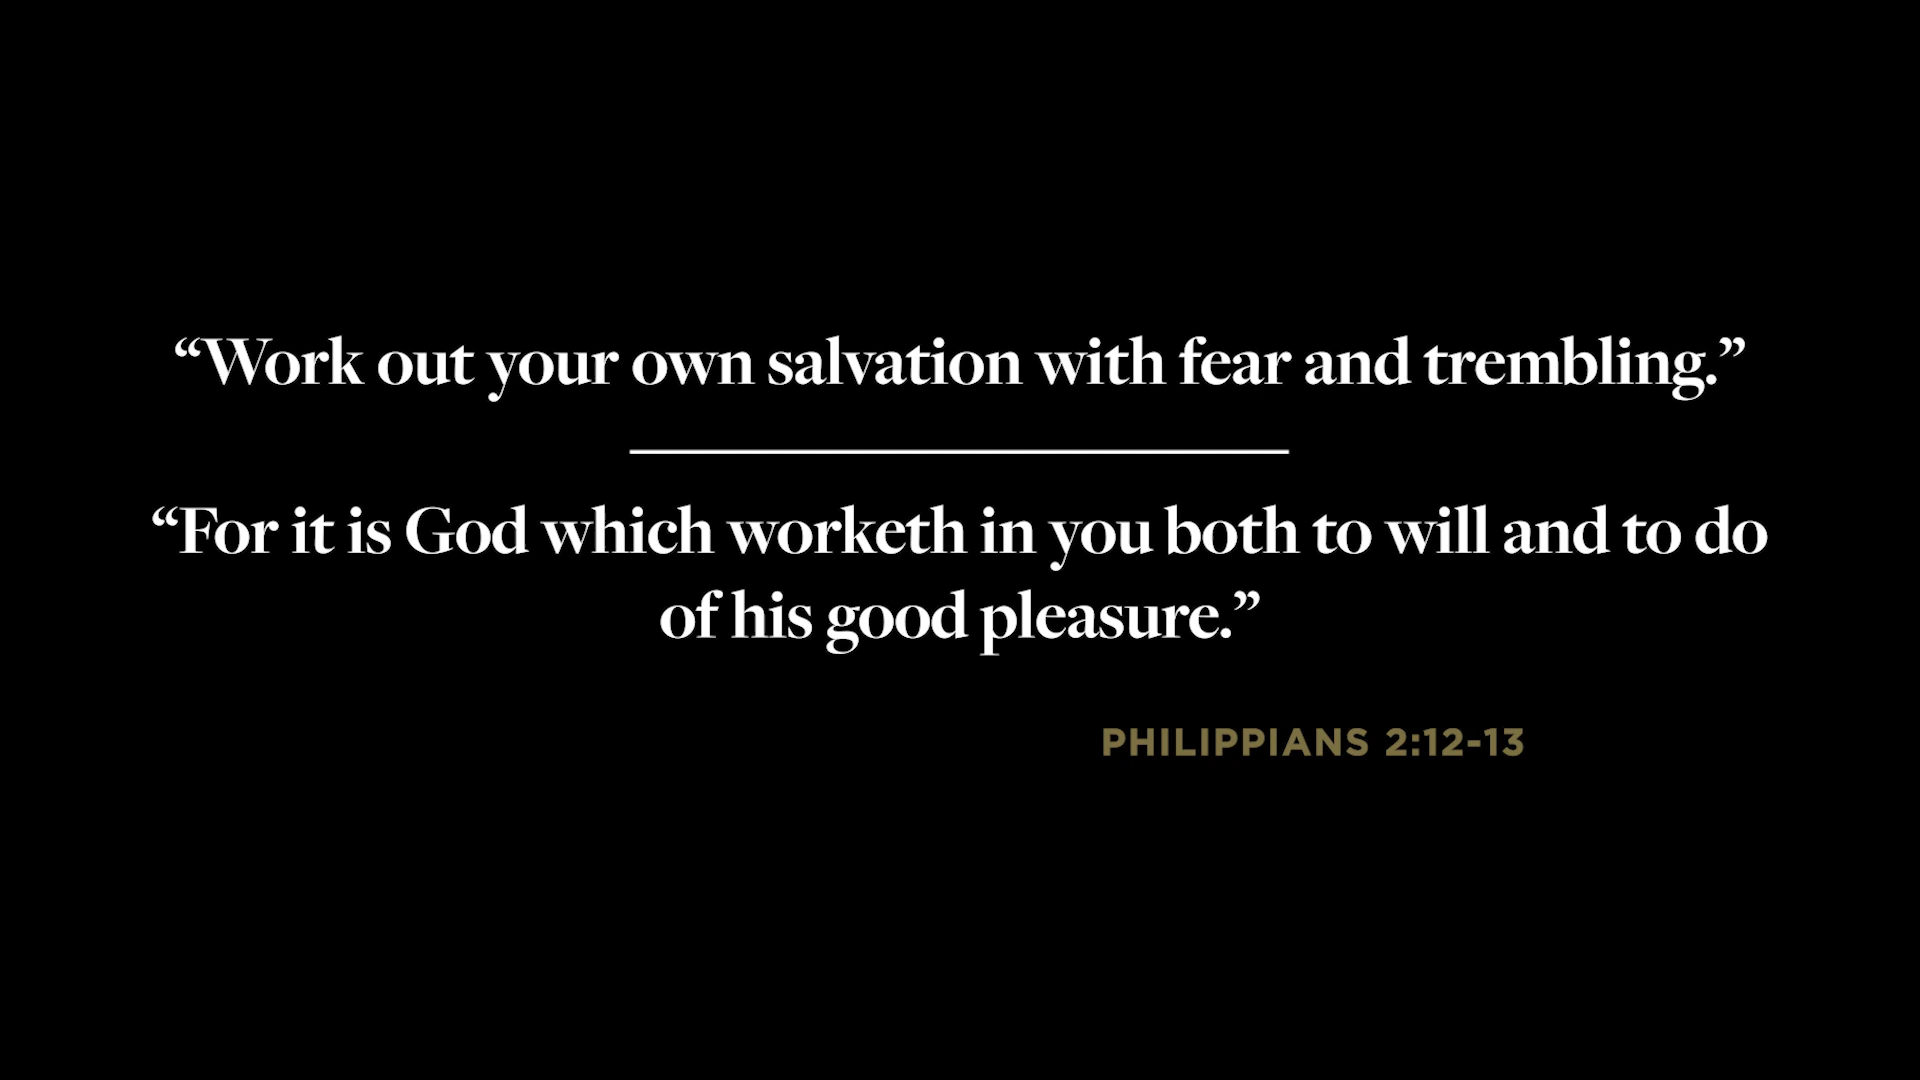 “Work out your own salvation with fear and trembling.”
“For it is God which worketh in you both to will and to do
of his good pleasure.”
PHILIPPIANS 2:12-13